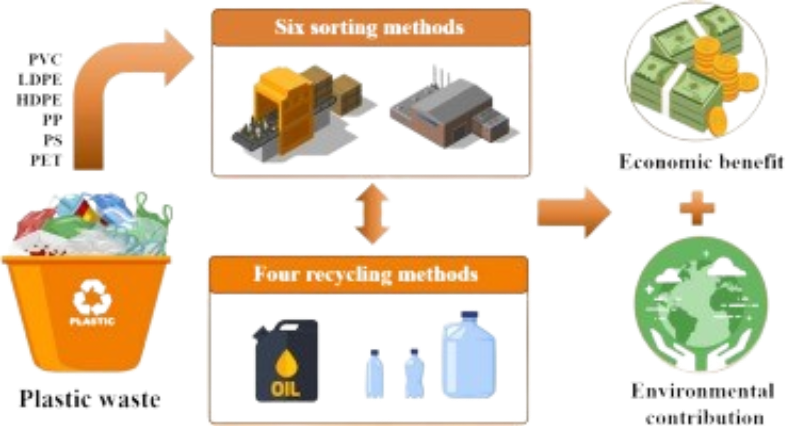 PVC
LDPE
HDPE
PP
PS
PET
PLASTIC
Plastic waste
Six sorting methods
Four recycling methods
OIL
Economic benefit
Environmental
contribution